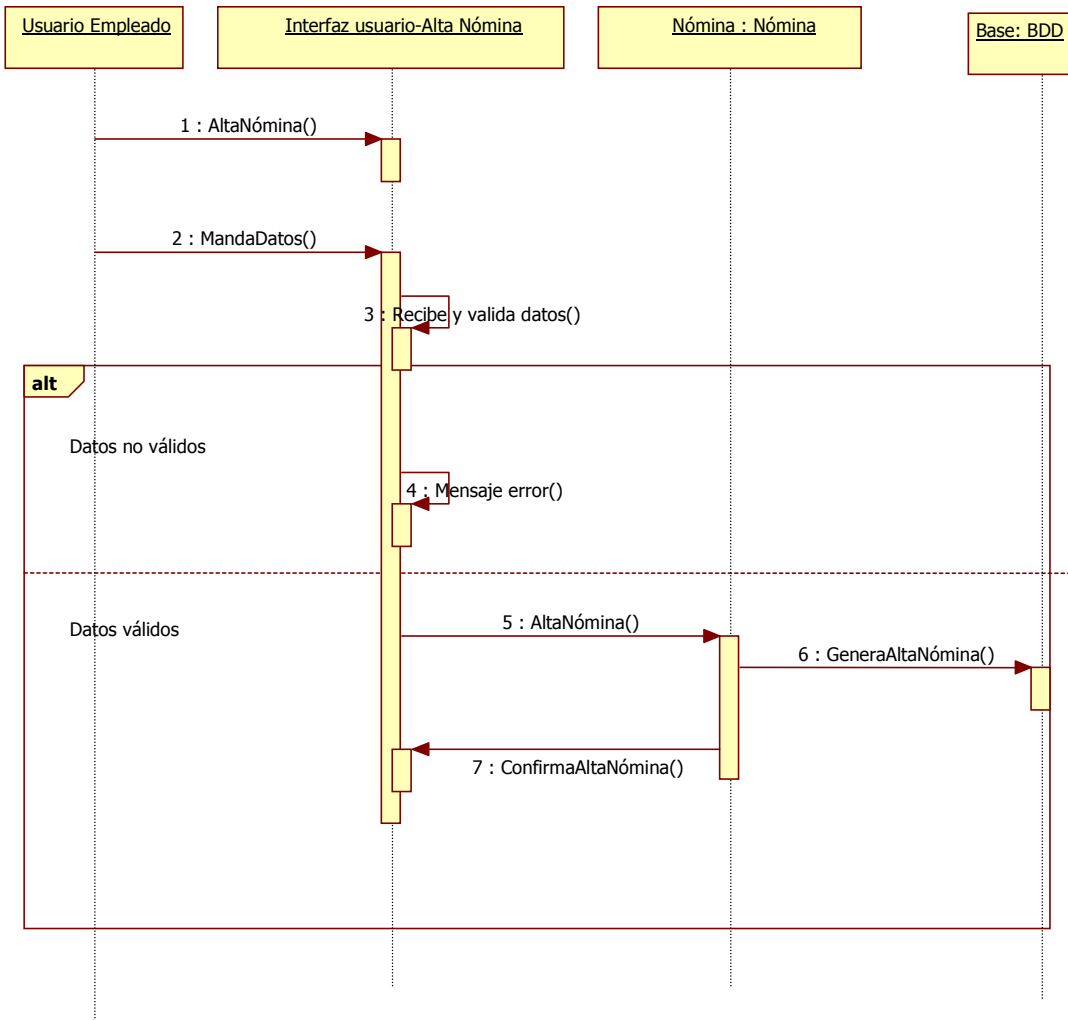 Usuario Empleado
Interfaz usuario-Alta Nómina
Nómina : Nómina
Base: BDD
1 : AltaNómina()
2 : MandaDatos()
3 : Recibe y valida datos()
alt
Datos no válidos
4 : Mensaje error()
Datos válidos
5 : AltaNómina()
6 : GeneraAltaNómina()
7 : ConfirmaAltaNómina()